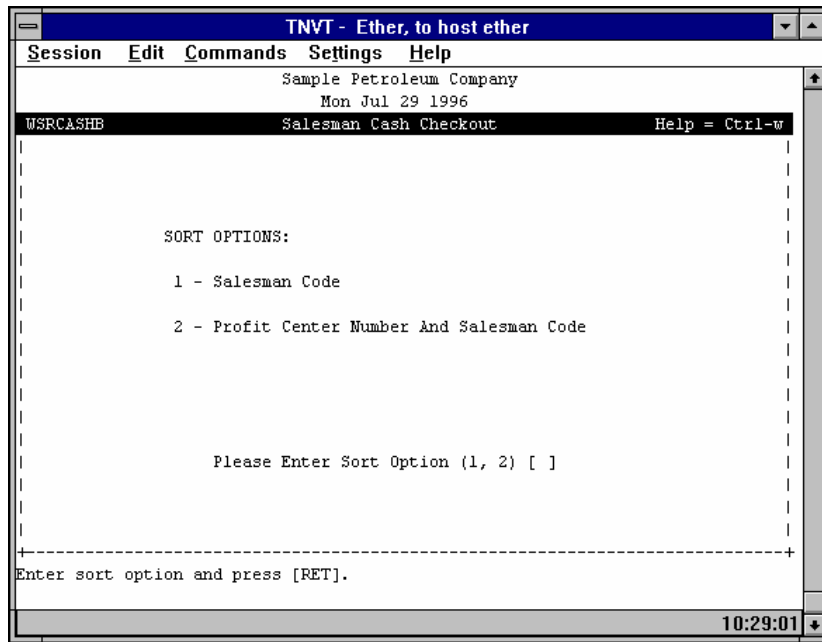 TNVT - Ether, to host ether
Session Edit Commands Settings Help
Sample Petroleum Company
Mon Jul 29 1996
WSRCASHB Salesman Cash Checkout Help = Ctrl-w
SORT OPTIONS:
1 - Salesman Code
2 - Profit Center Number And Salesman Code
Please Enter Sort Option (1, 2) [ ]
Enter sort option and press [RET].
10:29:01